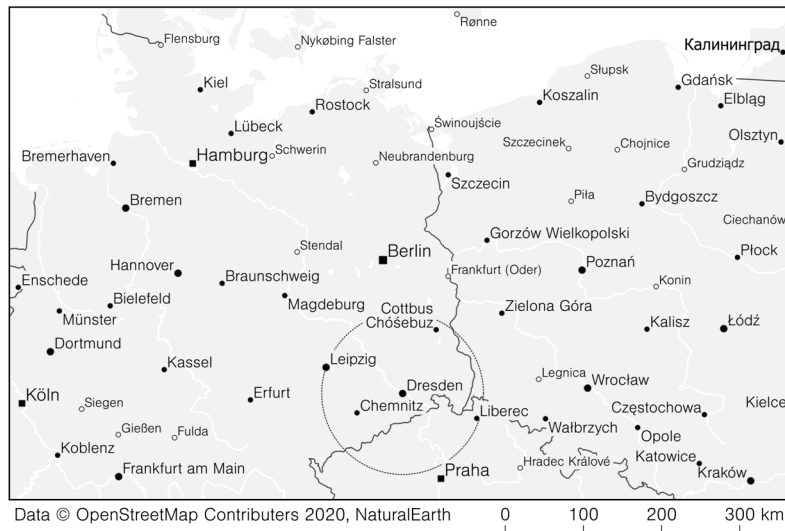 Rønne
Flensburg
Nykøbing Falster
Калининград
Słupsk
Kiel
Stralsund
Gdańsk
Koszalin
Rostock
Elbląg
Świnoujście
Lübeck
Olsztyn
Szczecinek
Chojnice
Bremerhaven
Hamburg
Schwerin
Neubrandenburg
Grudziądz
Szczecin
Piła
Bydgoszcz
Bremen
Ciechanów
Gorzów Wielkopolski
Stendal
Berlin
Płock
Hannover
Poznań
Frankfurt (Oder)
Enschede
Braunschweig
Konin
Bielefeld
Magdeburg
Cottbus
Chóśebuz
Zielona Góra
Münster
Kalisz
Łódź
Dortmund
Leipzig
Kassel
Legnica
Wrocław
Dresden
Köln
Erfurt
Siegen
Chemnitz
Liberec
Częstochowa
Kielce
Gießen
Fulda
Wałbrzych
Opole
Koblenz
Katowice
Hradec Králové
Frankfurt am Main
Praha
Kraków
Data © OpenStreetMap Contributers 2020, NaturalEarth
0 100 200 300 km